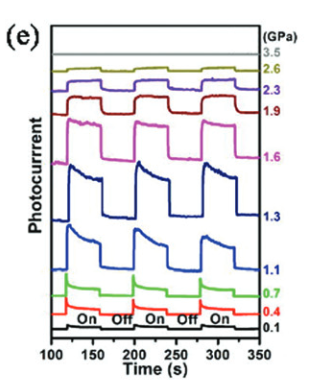 (e)
(GPa)
3.5
2.6
2.3
1.9
1.6
1.3
1.1
0.7
0.4
0.1
On Off On Off On
Photocurrrent
100 150 200 250 300 350
Time (s)